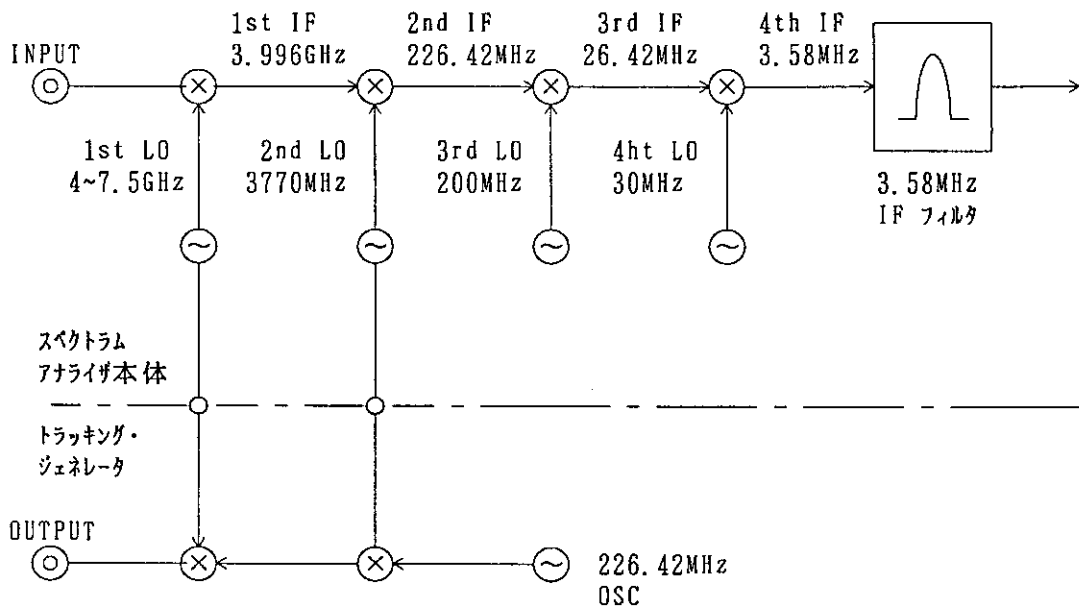 1st IF
3.996GHz
2nd IF
226.42MHz
3rd IF
26.42MHz
4th IF
3.58MHz
INPUT
1st LO
4~7.5GHz
2nd LO
3770MHz
3rd LO
200MHz
4ht LO
30MHz
3.58MHz
IF フィルタ
スペクトラム
アナライザ本体
トラッキング・
ジェネレータ
OUTPUT
226.42MHz
OSC